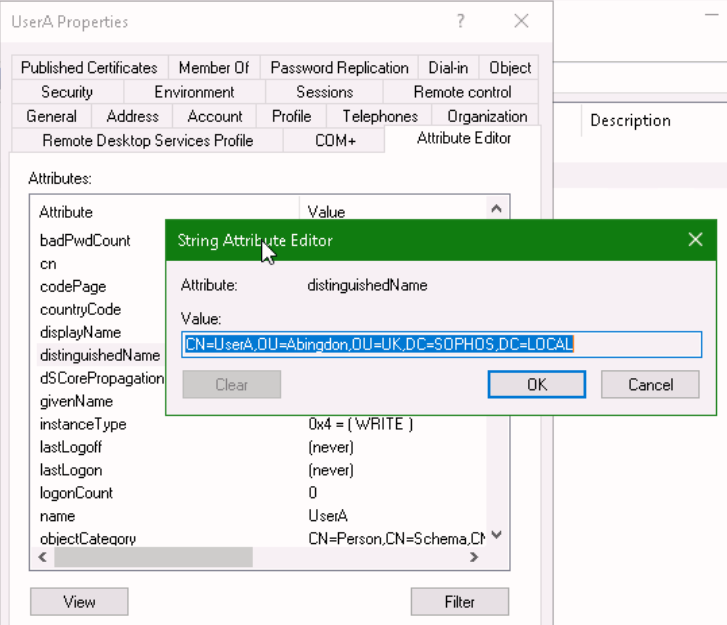 UserA Properties
Published Certificates Member Of Password Replication Dial-in Object
Security Environment Sessions Remote control
General Address Account Profile Telephones Organization
Remote Desktop Services Profile COM+ Attribute Editor
Description
Attributes:
Attribute Value
badPwdCount
cn
codePage
countryCode
displayName
distinguishedName
dSCorePropagation
givenName
instanceType 0x4 = ( WRITE )
lastLogoff (never)
lastLogon (never)
logonCount 0
name UserA
objectCategory CN=Person,CN=Schema,CN
View Filter
String Attribute Editor
Attribute: distinguishedName
Value:
CN=UserA,OU=Abingdon,OU=UK,DC=SOPHOS,DC=LOCAL
Clear OK Cancel